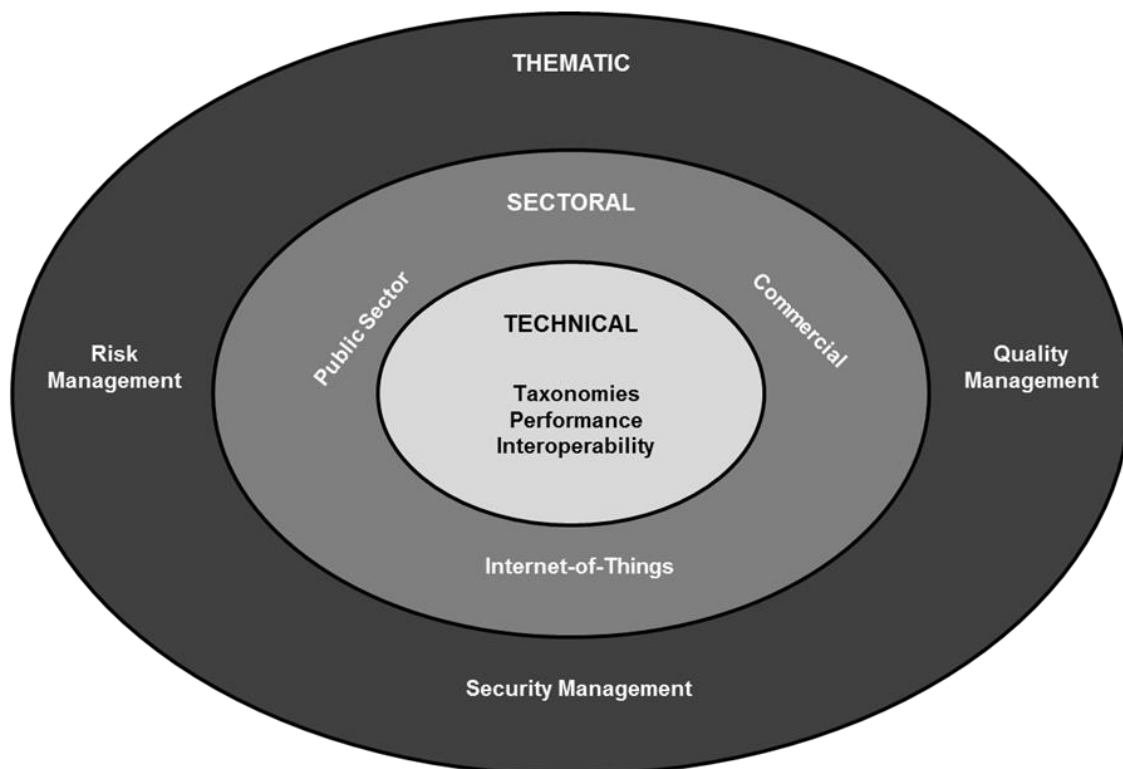 THEMATIC
SECTORAL
Public Sector
Commercial
TECHNICAL
Risk
Management
Quality
Management
Taxonomies
Performance
Interoperability
Internet-of-Things
Security Management